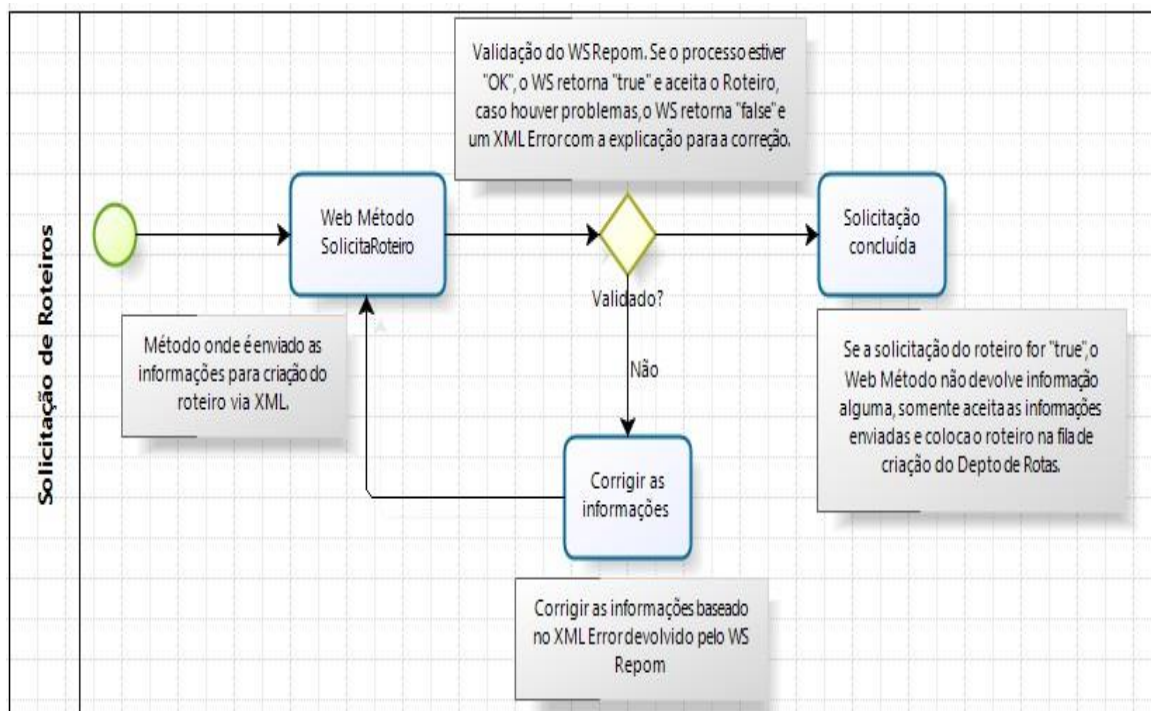 Solicitação de Roteiros
Validação do WS Repom. Se o processo estiver
"OK", o WS retorna "true" e aceita o Roteiro,
caso houver problemas, o WS retorna "false" e
um XML Error com a explicação para a correção.
Web Método
SolicitaRoteiro
Solicitação
concluída
Validado?
Método onde é enviado as
informações para criação do
roteiro via XML.
Não
Se a solicitação do roteiro for "true", o
Web Método não devolve informação
alguma, somente aceita as informações
enviadas e coloca o roteiro na fila de
criação do Depto de Rotas.
Corrigir as
informações
Corrigir as informações baseado
no XML Error devolvido pelo WS
Repom